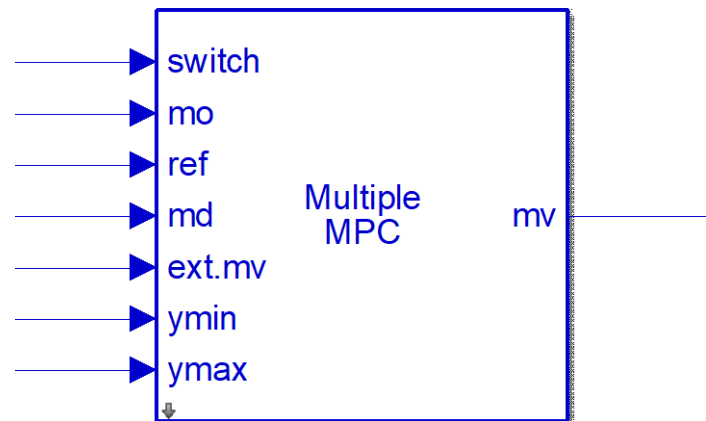 switch
mo
ref
md
ext.mv
ymin
ymax
Multiple
MPC
mv